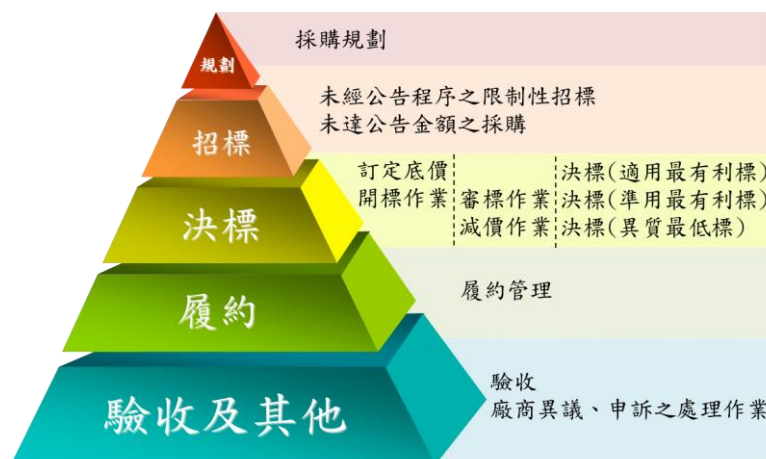 規劃
採購規劃
招標
未經公告程序之限制性招標
未達公告金額之採購
決標
訂定底價
開標作業
審標作業
減價作業
決標(適用最有利標)
決標(準用最有利標)
決標(異質最低標)
履約
履約管理
驗收及其他
驗收
廠商異議、申訴之處理作業